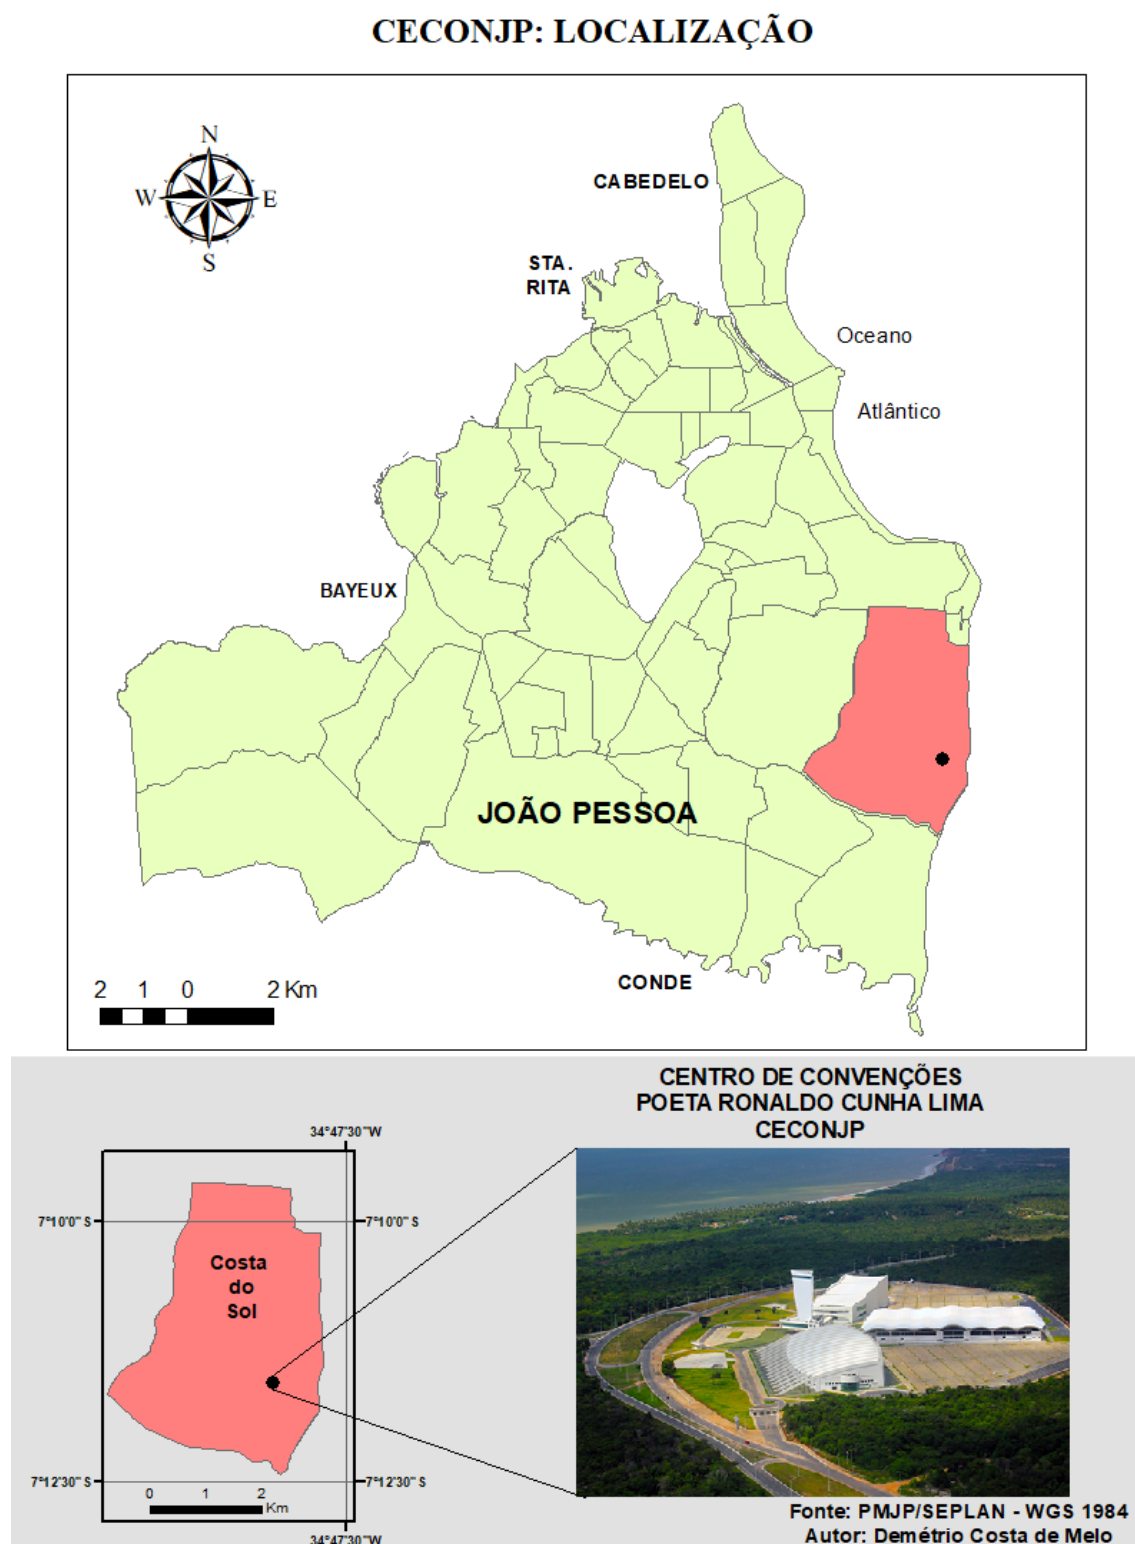 CECONJP: LOCALIZAÇÃO
N
W
E
S
CABEDELO
STA.
RITA
Oceano
Atlântico
BAYEUX
JOÃO PESSOA
CONDE
2 1 0 2 Km
CENTRO DE CONVENÇÕES
POETA RONALDO CUNHA LIMA
CECONJP
34°47'30"W
7°10'0" S
7°10'0" S
Costa
do
Sol
7°12'30" S
7°12'30" S
0 1 2
Km
34°47'30"W
Fonte: PMJP/SEPLAN - WGS 1984
Autor: Demétrio Costa de Melo